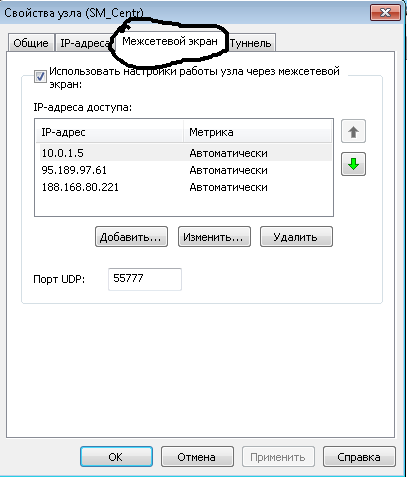 Свойства узла (SM_Centr)
Общие IP-адреса Межсетевой экран Туннель
Использовать настройки работы узла через межсетевой
экран:
IP-адреса доступа:
IP-адрес Метрика
10.0.1.5 Автоматически
95.189.97.61 Автоматически
188.168.80.221 Автоматически
Добавить... Изменить... Удалить
Порт UDP: 55777
OK Отмена Применить Справка